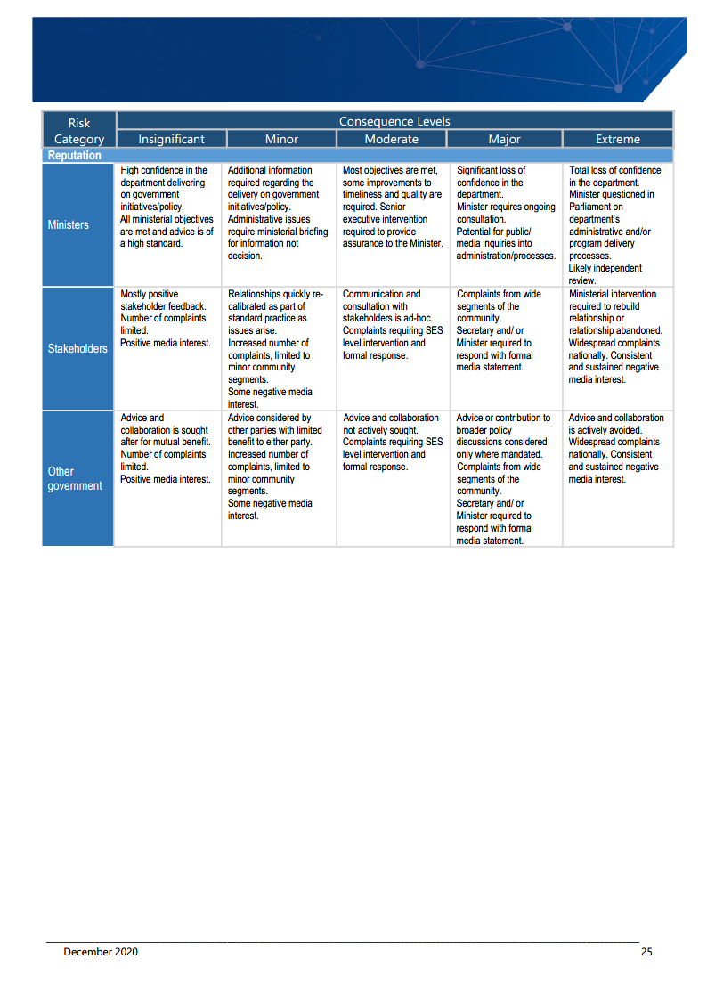 Risk
Category
Consequence Levels
Insignificant
Minor
Moderate
Major
Extreme
Reputation
Ministers
High confidence in the
department delivering
on government
initiatives/policy.
All ministerial objectives
are met and advice is of
a high standard.
Additional information
required regarding the
delivery on government
initiatives/policy.
Administrative issues
require ministerial briefing
for information not
decision.
Most objectives are met,
some improvements to
timeliness and quality are
required. Senior
executive intervention
required to provide
assurance to the Minister.
Significant loss of
confidence in the
department.
Minister requires ongoing
consultation.
Potential for public/
media inquiries into
administration/processes.
Total loss of confidence
in the department.
Minister questioned in
Parliament on
department's
administrative and/or
program delivery
processes.
Likely independent
review.
Stakeholders
Mostly positive
stakeholder feedback.
Number of complaints
limited.
Positive media interest.
Relationships quickly re-
calibrated as part of
standard practice as
issues arise.
Increased number of
complaints, limited to
minor community
segments.
Some negative media
interest.
Communication and
consultation with
stakeholders is ad-hoc.
Complaints requiring SES
level intervention and
formal response.
Complaints from wide
segments of the
community.
Secretary and/ or
Minister required to
respond with formal
media statement.
Ministerial intervention
required to rebuild
relationship or
relationship abandoned.
Widespread complaints
nationally. Consistent
and sustained negative
media interest.
Other
government
Advice and
collaboration is sought
after for mutual benefit.
Number of complaints
limited.
Positive media interest.
Advice considered by
other parties with limited
benefit to either party.
Increased number of
complaints, limited to
minor community
segments.
Some negative media
interest.
Advice and collaboration
not actively sought.
Complaints requiring SES
level intervention and
formal response.
Advice or contribution to
broader policy
discussions considered
only where mandated.
Complaints from wide
segments of the
community.
Secretary and/ or
Minister required to
respond with formal
media statement.
Advice and collaboration
is actively avoided.
Widespread complaints
nationally. Consistent
and sustained negative
media interest.
December 2020
25